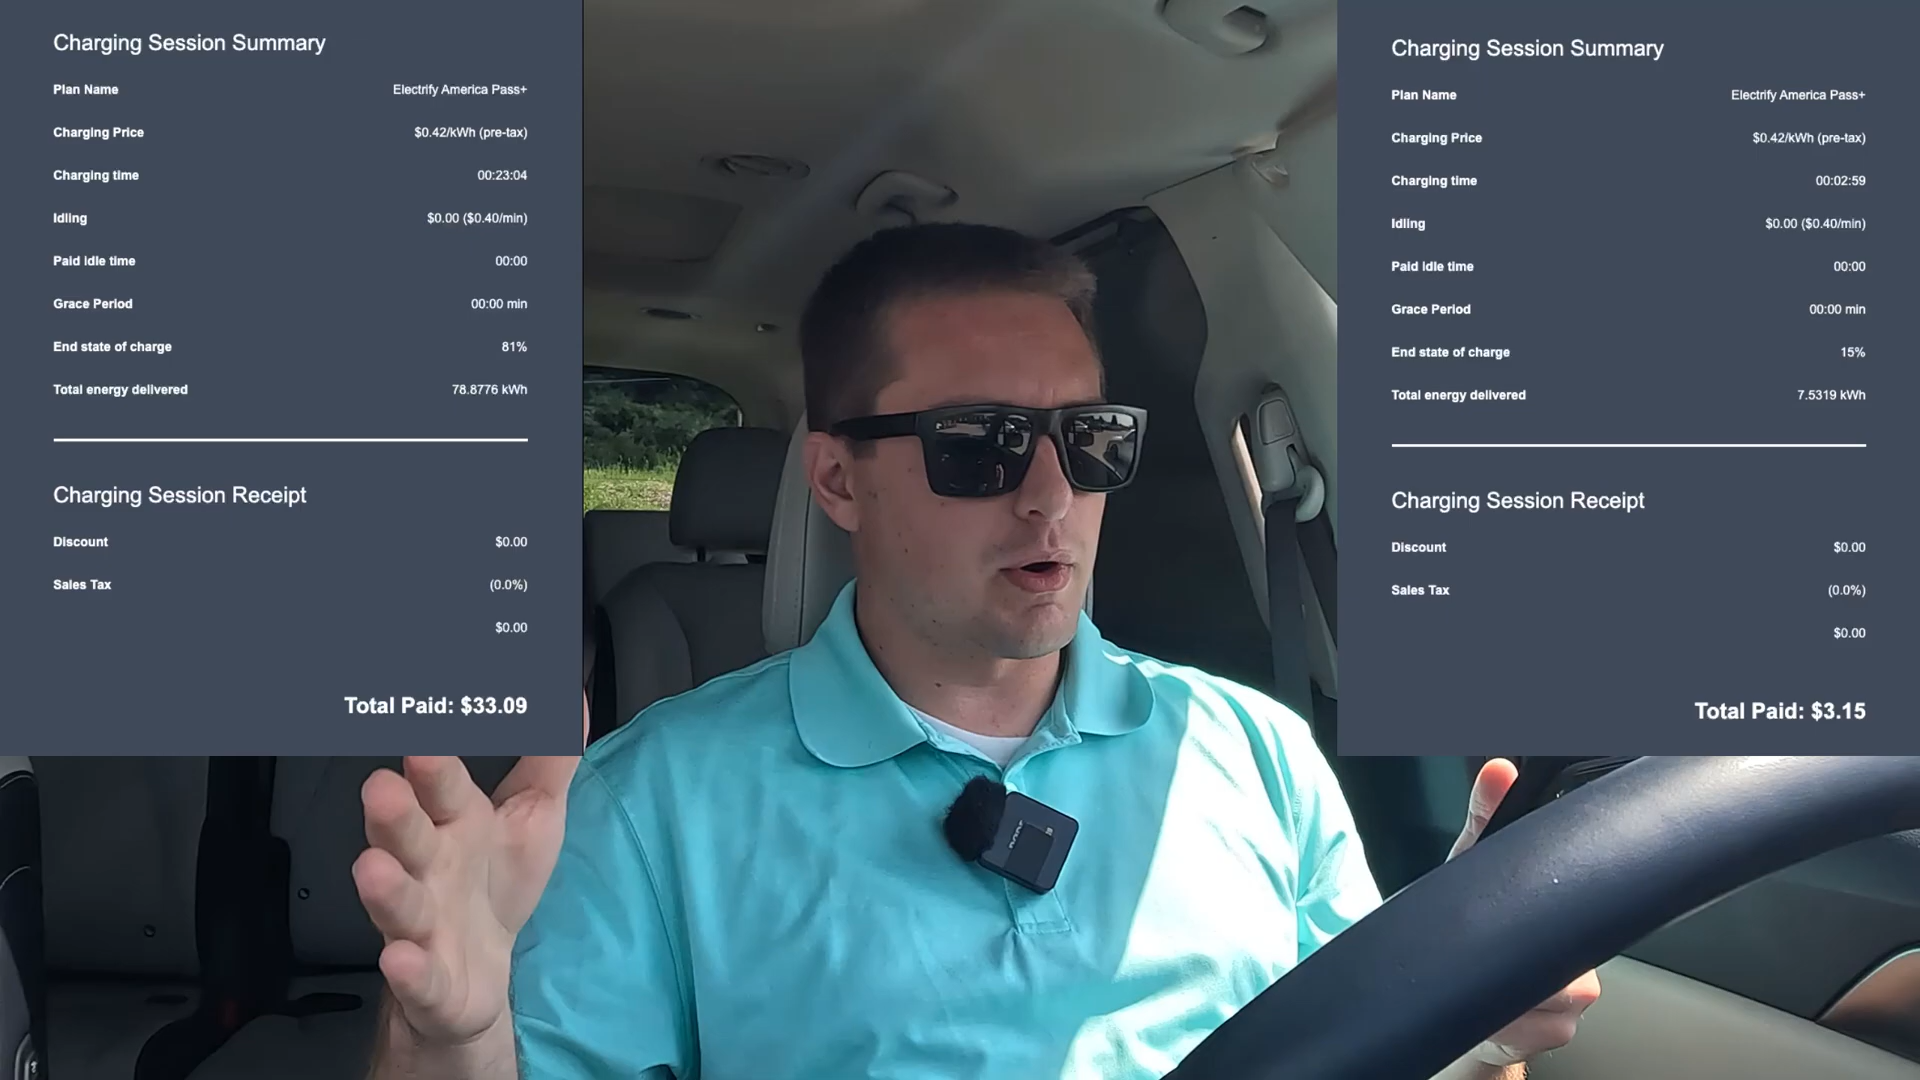 Charging Session Summary
Plan Name Electrify America Pass+
Charging Price $0.42/kWh (pre-tax)
Charging time 00:23:04
Idling $0.00 ($0.40/min)
Paid idle time 00:00
Grace Period 00:00 min
End state of charge 81%
Total energy delivered 78.8776 kWh
Charging Session Receipt
Discount $0.00
Sales Tax (0.0%)
$0.00
Total Paid: $33.09
Charging Session Summary
Plan Name Electrify America Pass+
Charging Price $0.42/kWh (pre-tax)
Charging time 00:02:59
Idling $0.00 ($0.40/min)
Paid idle time 00:00
Grace Period 00:00 min
End state of charge 15%
Total energy delivered 7.5319 kWh
Charging Session Receipt
Discount $0.00
Sales Tax (0.0%)
$0.00
Total Paid: $3.15